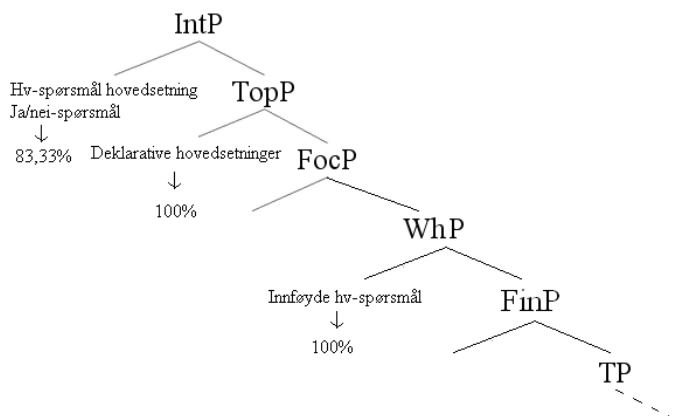 IntP
Hv-spørsmål hovedsetning
Ja/nei-spørsmål
83,33%
TopP
Deklarative hovedsetninger
100%
FocP
WhP
Innføyde hv-spørsmål
100%
FinP
TP